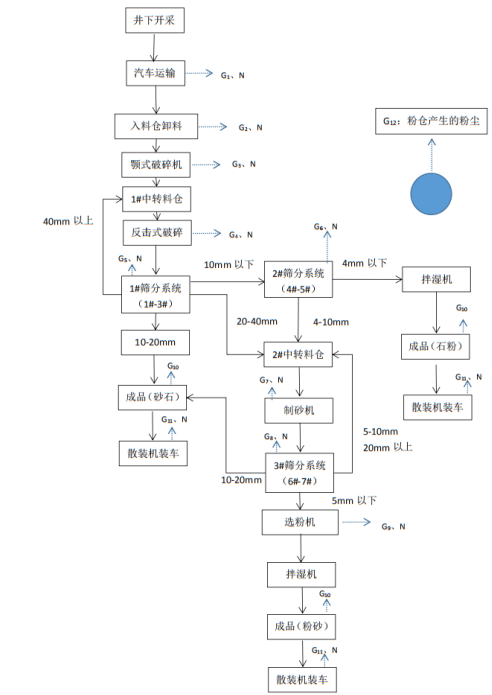 井下开采
汽车运输
G1、N
入料仓卸料
G2、N
G12：粉仓产生的粉尘
颚式破碎机
G3、N
1#中转料仓
40mm 以上
反击式破碎
G4、N
G6、N
G5、N
10mm 以下
4mm 以下
1#筛分系统
（1#-3#）
2#筛分系统
（4#-5#）
拌湿机
20-40mm
4-10mm
G10
10-20mm
2#中转料仓
成品（石粉）
G10
G7、N
G11、N
成品（砂石）
制砂机
散装机装车
G11、N
G8、N
5-10mm
20mm 以上
散装机装车
3#筛分系统
（6#-7#）
10-20mm
5mm 以下
选粉机
G9、N
拌湿机
G10
成品（粉砂）
G11、N
散装机装车